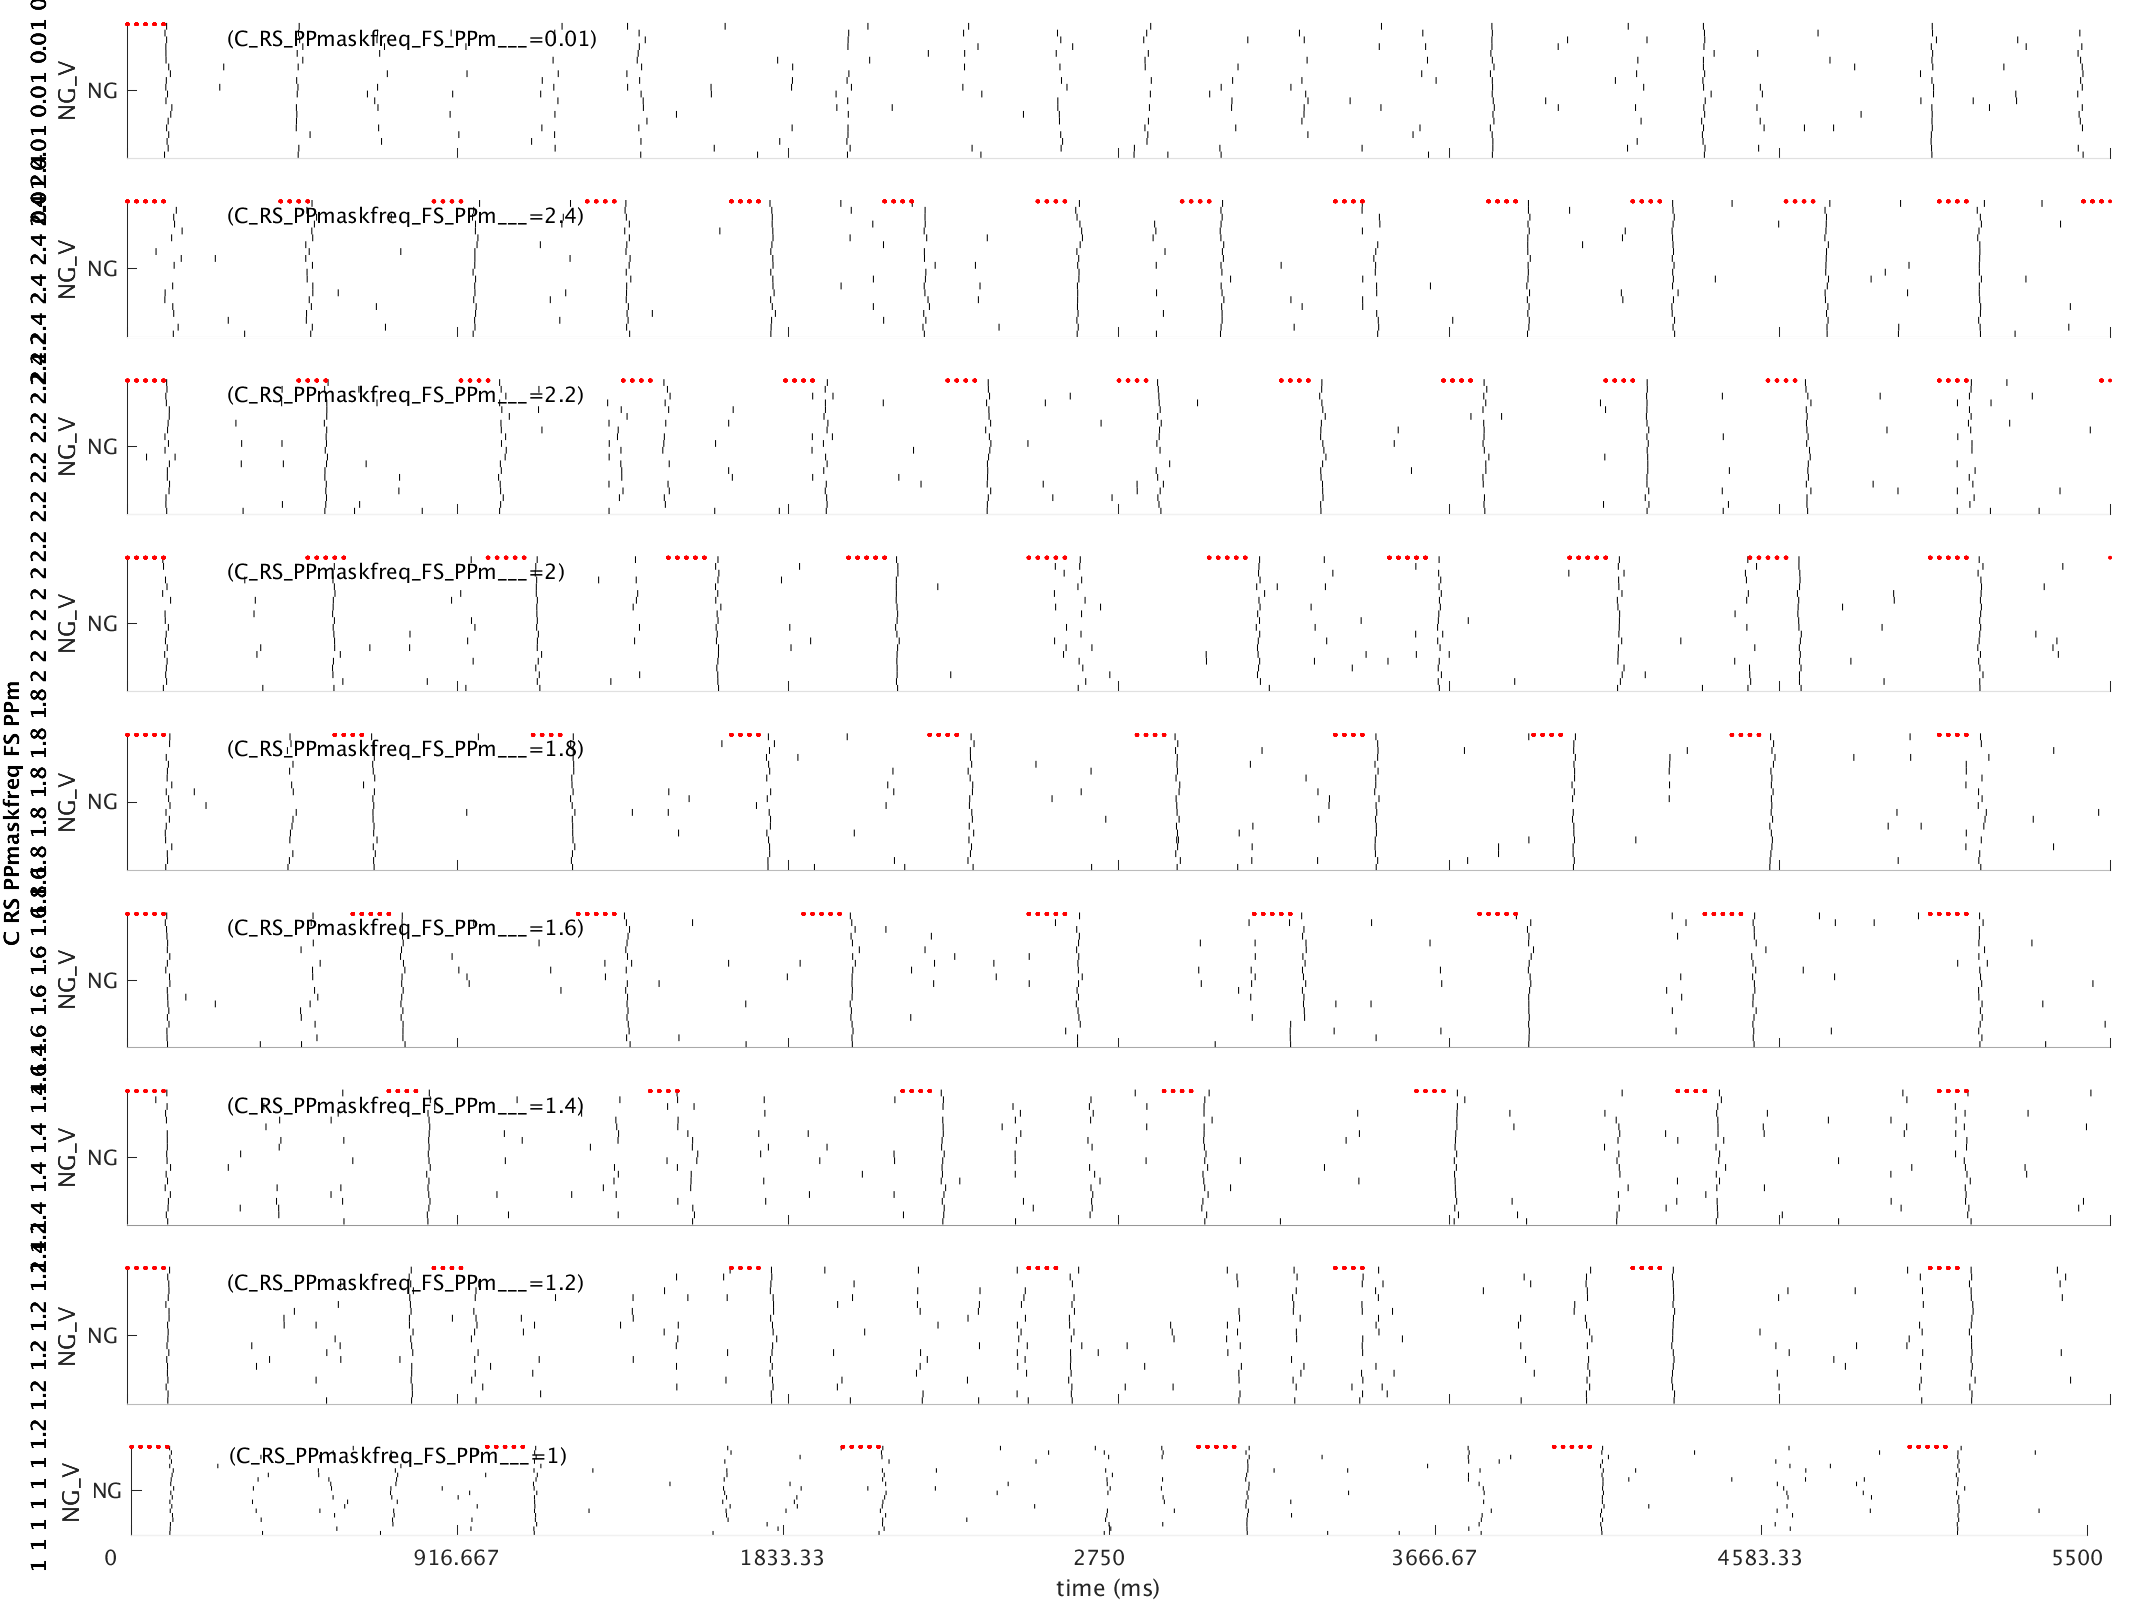 (C_RS_PPmaskfreq_FS_PPm___=0.01)
NG_V
NG
(C_RS_PPmaskfreq_FS_PPm___=2.4)
NG_V
NG
(C_RS_PPmaskfreq_FS_PPm___=2.2)
NG_V
NG
(C_RS_PPmaskfreq_FS_PPm___=2)
NG_V
NG
C RS PPmaskfreq FS PPm
(C_RS_PPmaskfreq_FS_PPm___=1.8)
NG_V
NG
(C_RS_PPmaskfreq_FS_PPm___=1.6)
NG_V
NG
(C_RS_PPmaskfreq_FS_PPm___=1.4)
NG_V
NG
(C_RS_PPmaskfreq_FS_PPm___=1.2)
NG_V
NG
(C_RS_PPmaskfreq_FS_PPm___=1)
NG_V
NG
0 916.667 1833.33 2750 3666.67 4583.33 5500
time (ms)